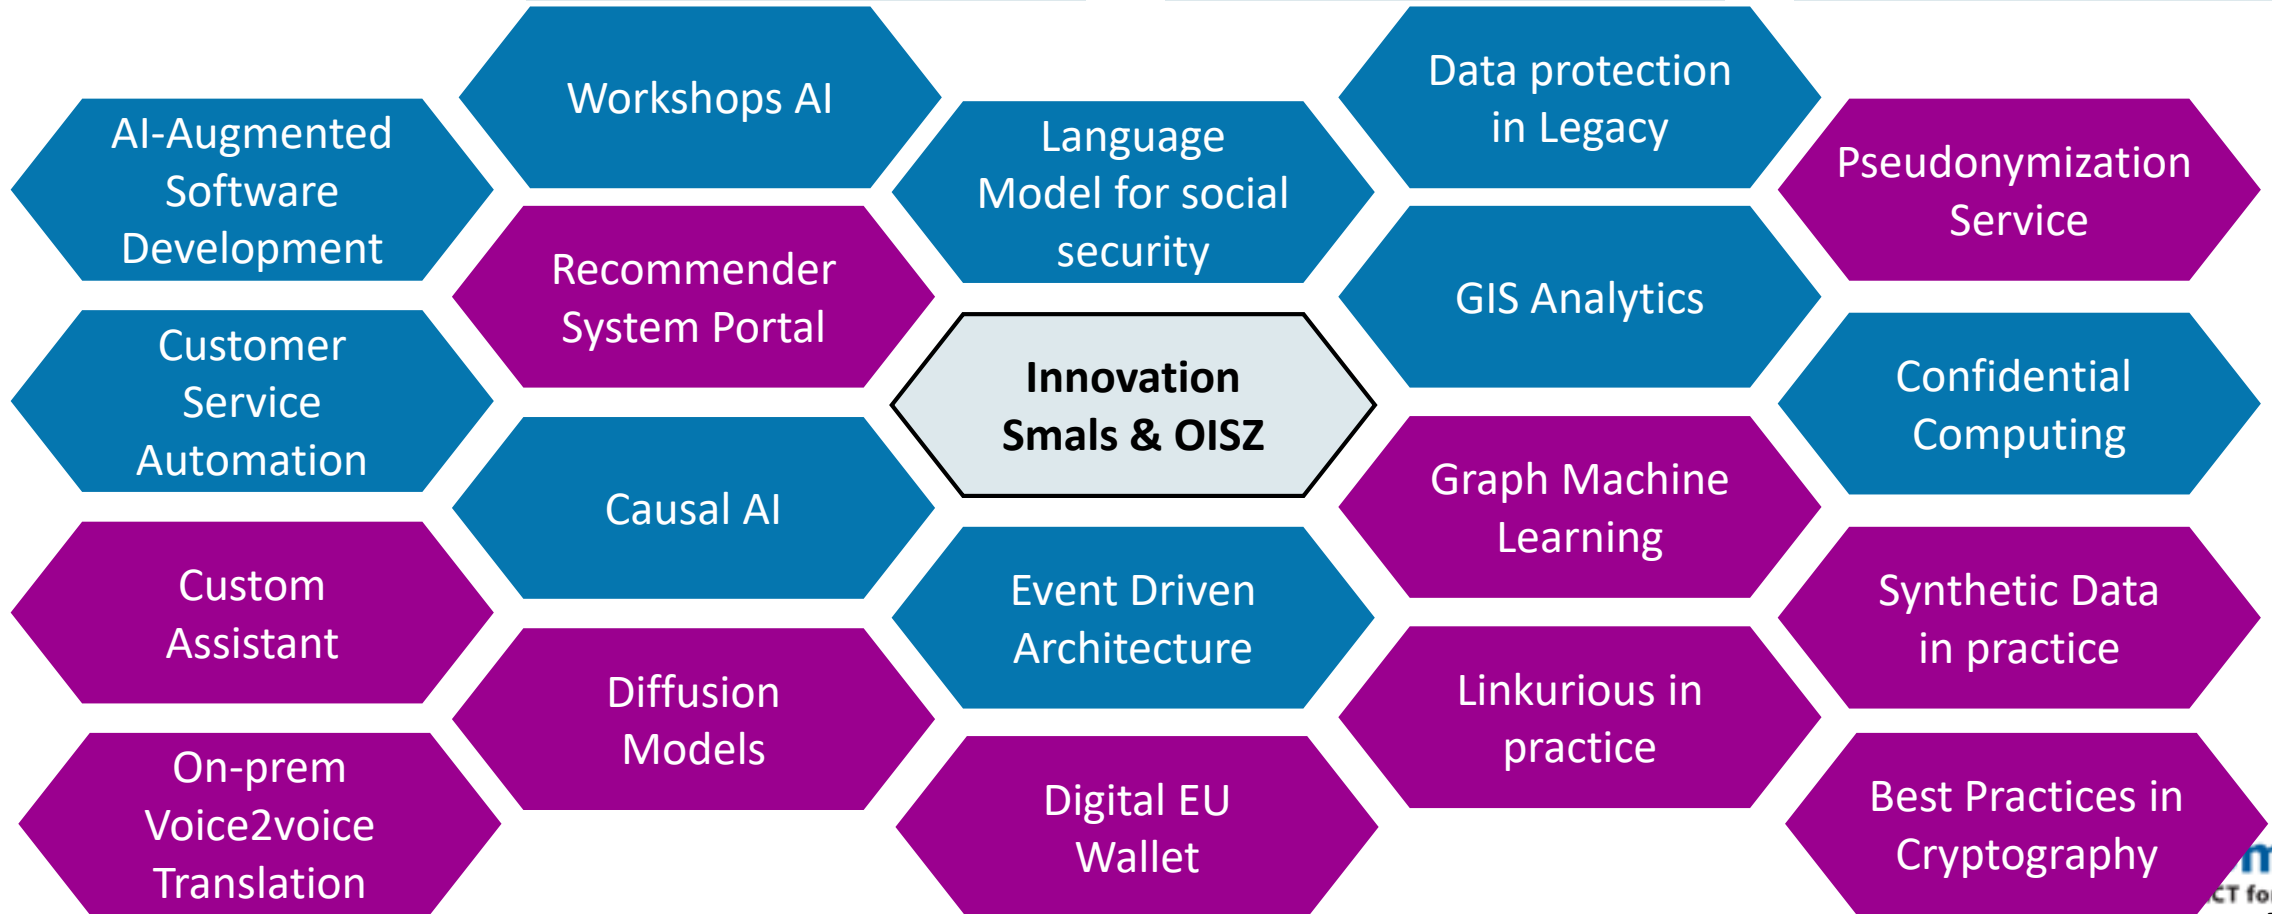 AI-Augmented
Software
Development
Customer
Service
Automation
Custom
Assistant
On-prem
Voice2voice
Translation
Workshops AI
Recommender
System Portal
Causal AI
Diffusion
Models
Language
Model for social
security
Innovation
Smals & OISZ
Event Driven
Architecture
Digital EU
Wallet
Data protection
in Legacy
GIS Analytics
Graph Machine
Learning
Linkurious in
practice
Pseudonymization
Service
Confidential
Computing
Synthetic Data
in practice
Best Practices in
Cryptography